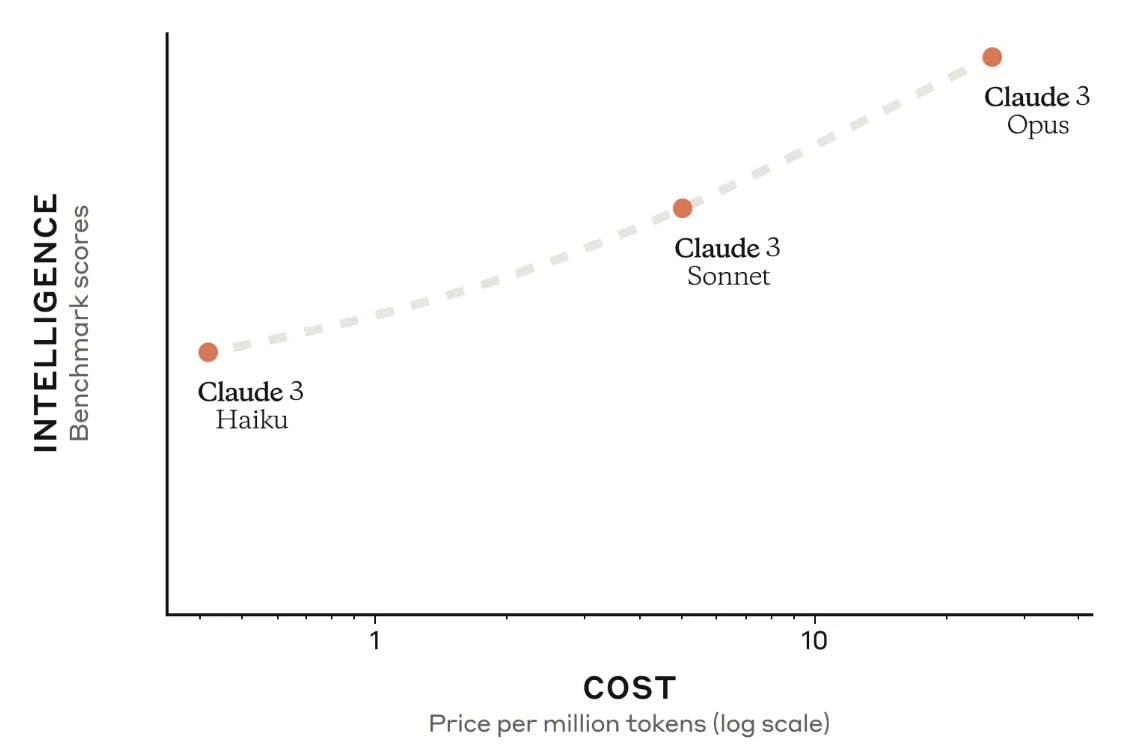 INTELLIGENCE
Benchmark scores
Claude 3
Opus
Claude 3
Sonnet
Claude 3
Haiku
1
10
COST
Price per million tokens (log scale)